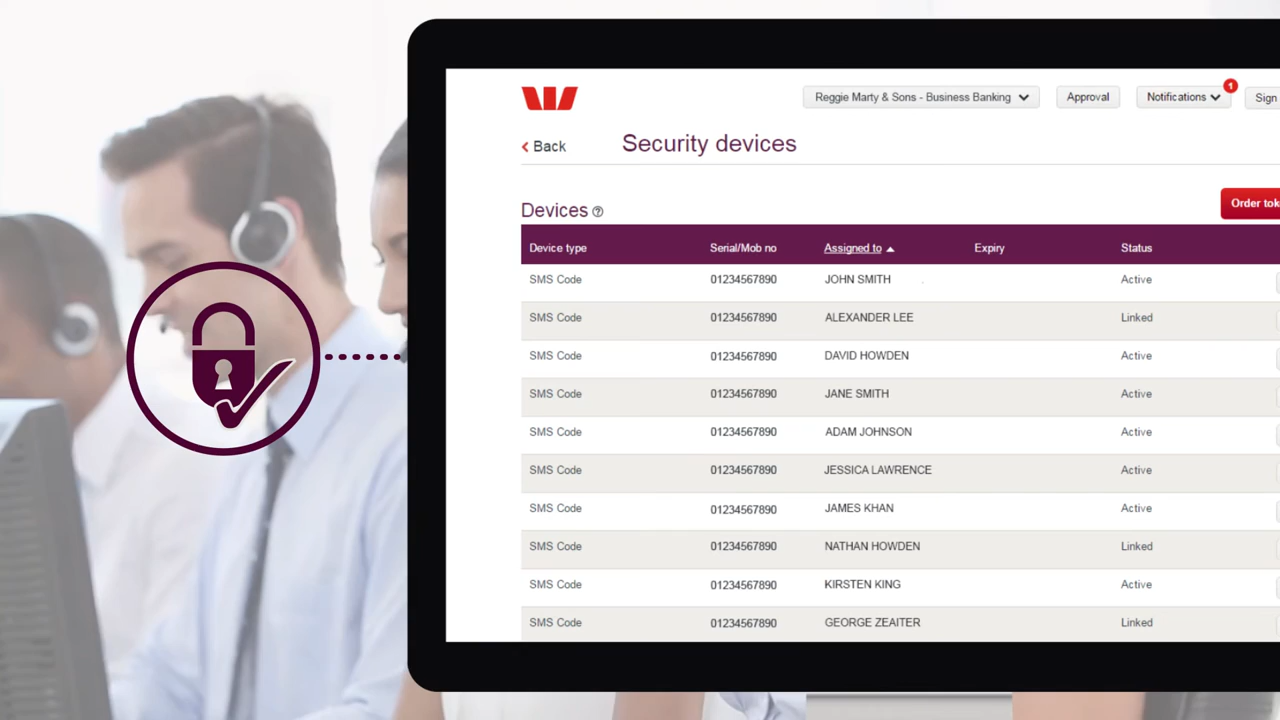 Reggie Marty & Sons - Business Banking
Approval
Notifications
1
Sign
Back
Security devices
Devices
?
Order tok
Device type Serial/Mob no Assigned to Expiry Status
SMS Code 01234567890 JOHN SMITH Active
SMS Code 01234567890 ALEXANDER LEE Linked
SMS Code 01234567890 DAVID HOWDEN Active
SMS Code 01234567890 JANE SMITH Active
SMS Code 01234567890 ADAM JOHNSON Active
SMS Code 01234567890 JESSICA LAWRENCE Active
SMS Code 01234567890 JAMES KHAN Active
SMS Code 01234567890 NATHAN HOWDEN Linked
SMS Code 01234567890 KIRSTEN KING Active
SMS Code 01234567890 GEORGE ZEAITER Linked